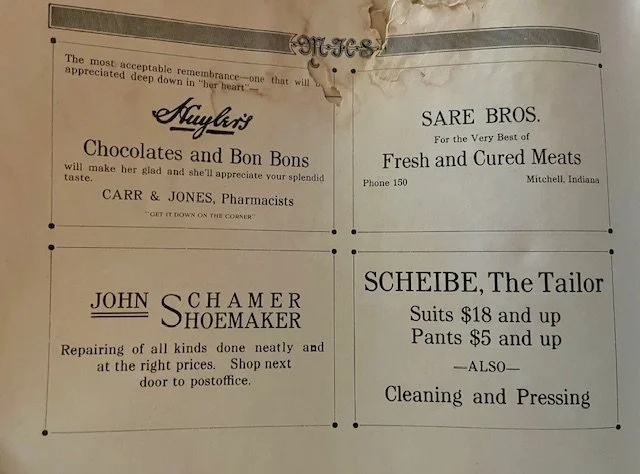 M-H-S
The most acceptable remembrance—one that will
appreciated deep down in "her heart"—
Huyler's
Chocolates and Bon Bons
will make her glad and she'll appreciate your splendid
taste.
CARR & JONES, Pharmacists
"GET IT DOWN ON THE CORNER"
SARE BROS.
For the Very Best of
Fresh and Cured Meats
Phone 150 Mitchell, Indiana
JOHN SCHAMER
SHOEMAKER
Repairing of all kinds done neatly and
at the right prices. Shop next
door to postoffice.
SCHEIBE, The Tailor
Suits $18 and up
Pants $5 and up
—ALSO—
Cleaning and Pressing